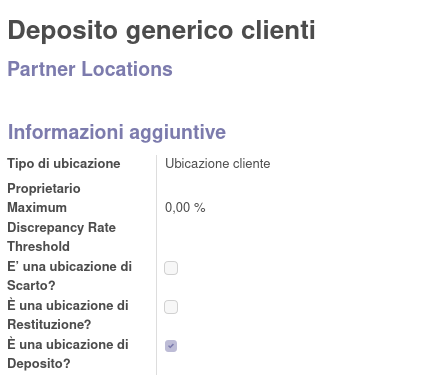 Deposito generico clienti
Partner Locations
Informazioni aggiuntive
Tipo di ubicazione Ubicazione cliente
Proprietario
Maximum 0,00 %
Discrepancy Rate
Threshold
E' una ubicazione di
Scarto?
È una ubicazione di
Restituzione?
È una ubicazione di
Deposito?